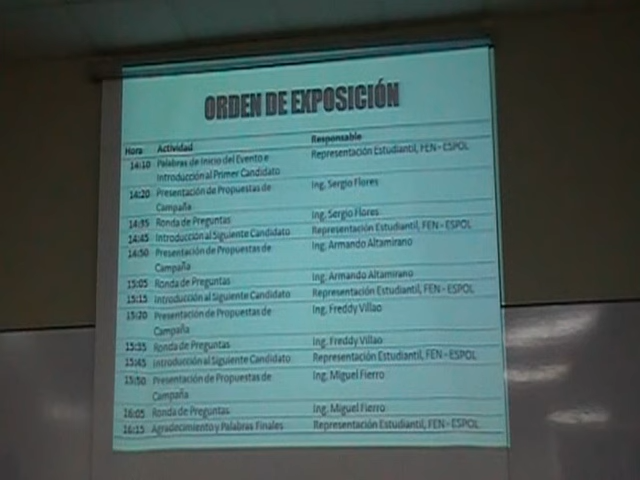 ORDEN DE EXPOSICIÓN
Hora Actividad Responsable
14:10 Palabras de Inicio del Evento e Representación Estudiantil, FEN - ESPOL
Introducción al Primer Candidato
14:20 Presentación de Propuestas de Ing. Sergio Flores
Campaña
14:35 Ronda de Preguntas Ing. Sergio Flores
14:45 Introducción al Siguiente Candidato Representación Estudiantil, FEN - ESPOL
14:50 Presentación de Propuestas de Ing. Armando Altamirano
Campaña
15:05 Ronda de Preguntas Ing. Armando Altamirano
15:15 Introducción al Siguiente Candidato Representación Estudiantil, FEN - ESPOL
15:20 Presentación de Propuestas de Ing. Freddy Villao
Campaña
15:35 Ronda de Preguntas Ing. Freddy Villao
15:45 Introducción al Siguiente Candidato Representación Estudiantil, FEN - ESPOL
15:50 Presentación de Propuestas de Ing. Miguel Fierro
Campaña
16:05 Ronda de Preguntas Ing. Miguel Fierro
16:15 Agradecimiento y Palabras Finales Representación Estudiantil, FEN - ESPOL